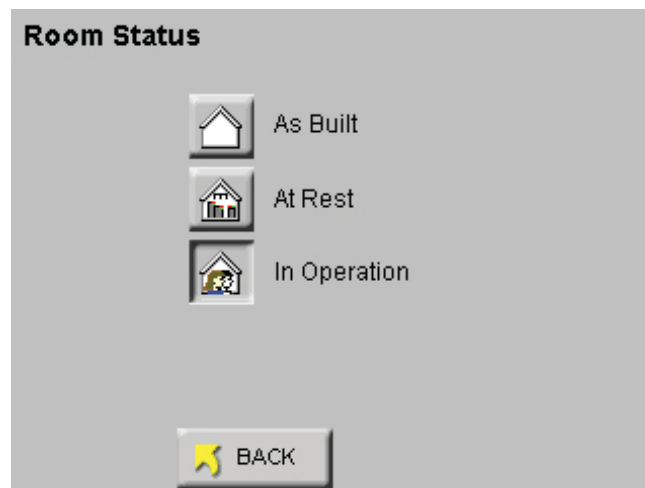 Room Status
As Built
At Rest
In Operation
BACK